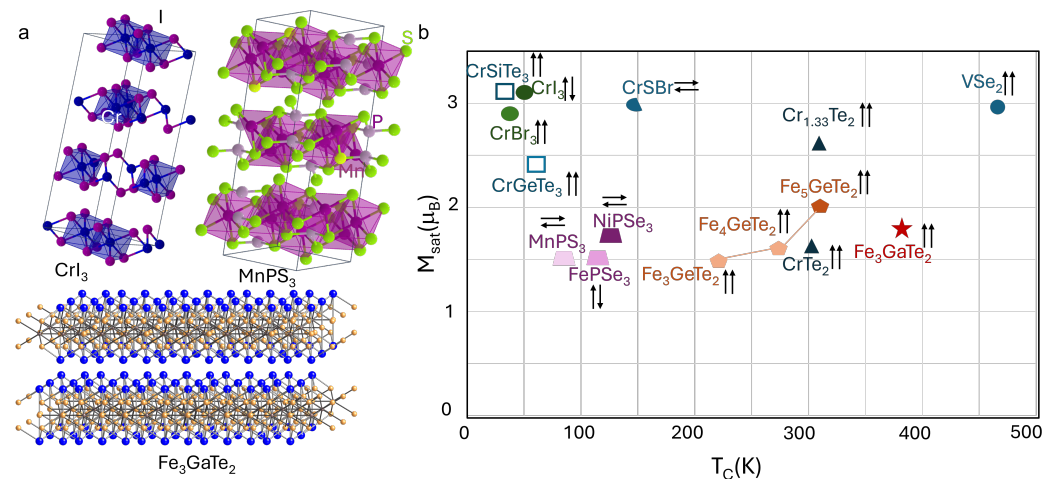 a
I
Cr
CrI3
S
P
Mn
MnPS3
Fe3GaTe2
b
Msat(μB)
3
2
1
0
CrSiTe3
CrI3
CrBr3
CrGeTe3
CrSBr
VSe2
Cr1.33Te2
Fe5GeTe2
NiPSe3
MnPS3
FePSe3
Fe4GeTe2
Fe3GeTe2
CrTe2
Fe3GaTe2
0
100
200
300
400
500
TC(K)